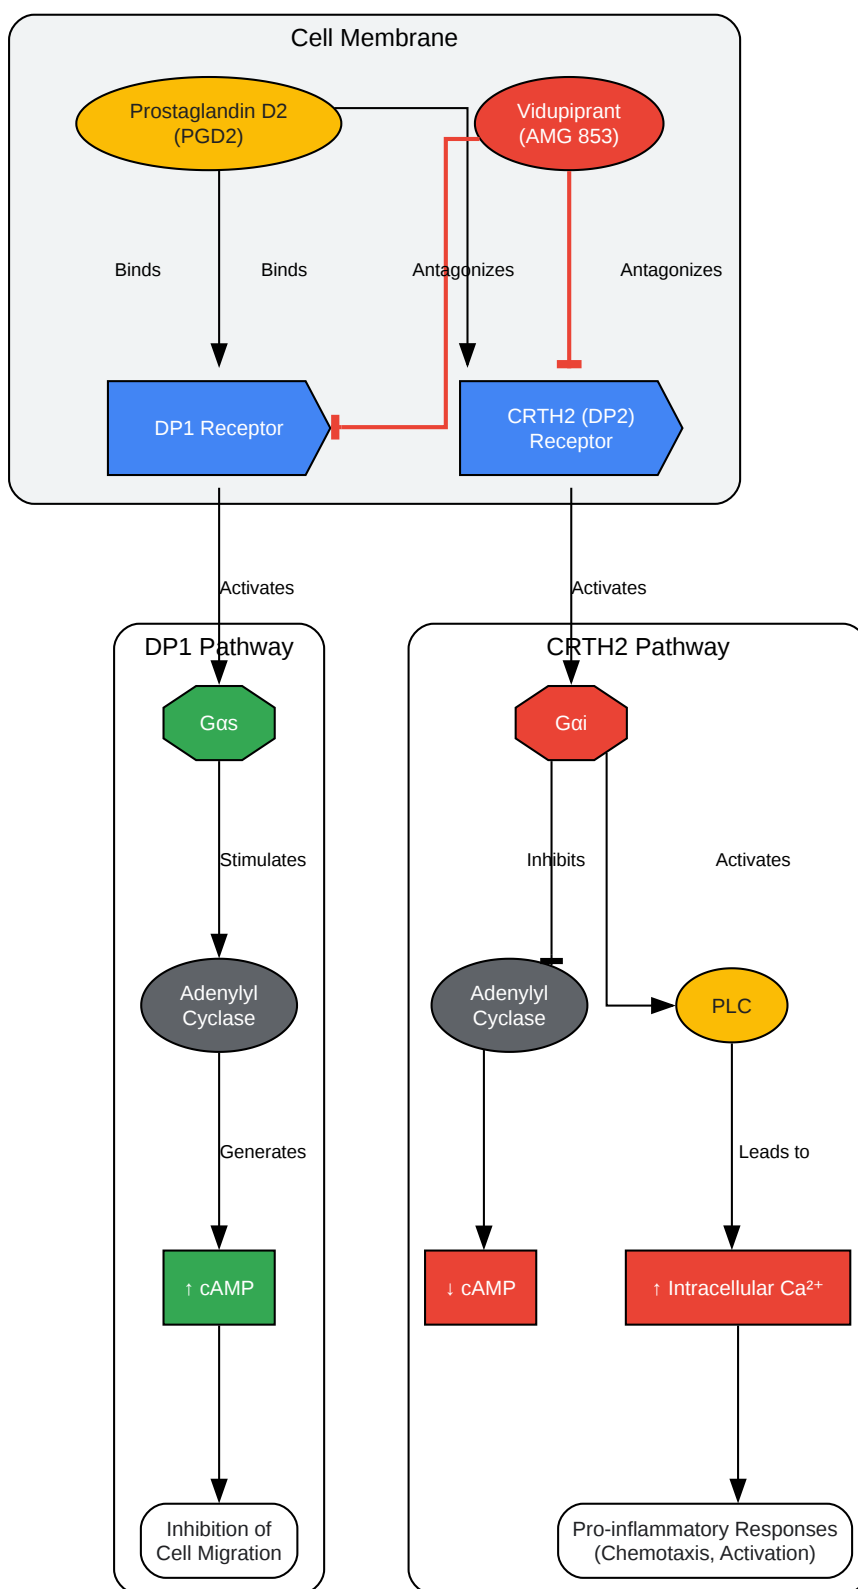 Cell Membrane
Prostaglandin D2
(PGD2)
Vidupiprant
(AMG 853)
Binds
Binds
Antagonizes
Antagonizes
DP1 Receptor
CRTH2 (DP2)
Receptor
Activates
Activates
DP1 Pathway
CRTH2 Pathway
Gαs
Gαi
Stimulates
Inhibits
Activates
Adenylyl
Cyclase
Adenylyl
Cyclase
PLC
Generates
Leads to
↑ cAMP
↓ cAMP
↑ Intracellular Ca²⁺
Inhibition of
Cell Migration
Pro-inflammatory Responses
(Chemotaxis, Activation)